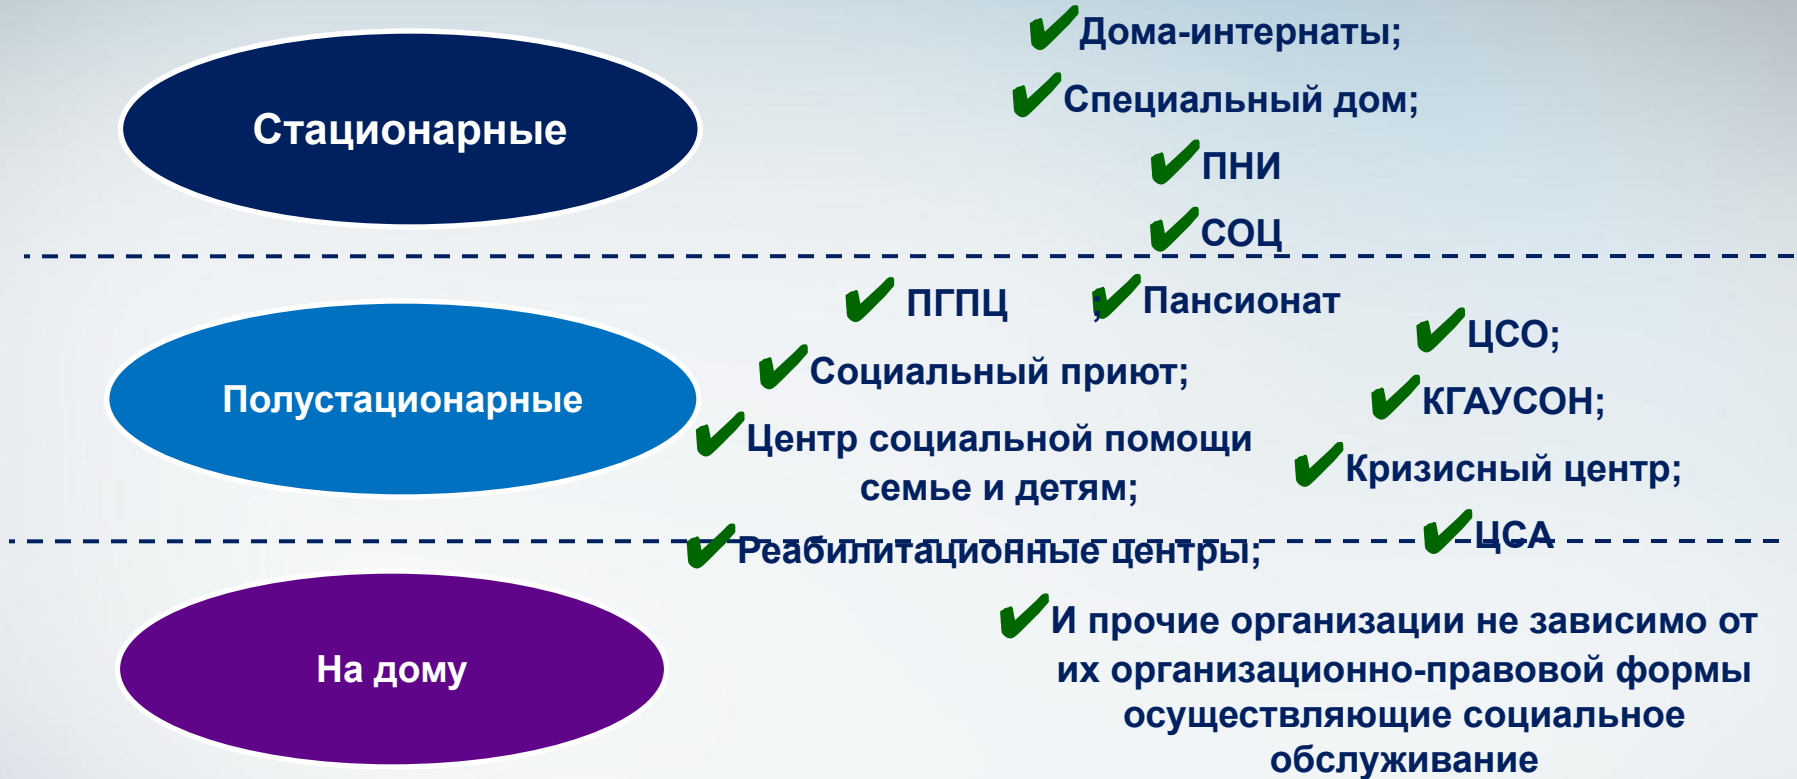 Стационарные
✔Дома-интернаты;
✔Специальный дом;
✔ПНИ
✔СОЦ
Полустационарные
✔ ПГПЦ ;
✔Пансионат
✔Социальный приют;
✔Центр социальной помощи
семье и детям;
✔Реабилитационные центры;
✔ЦСО;
✔КГАУСОН;
✔Кризисный центр;
✔ЦСА
На дому
✔И прочие организации не зависимо от
их организационно-правовой формы
осуществляющие социальное
обслуживание